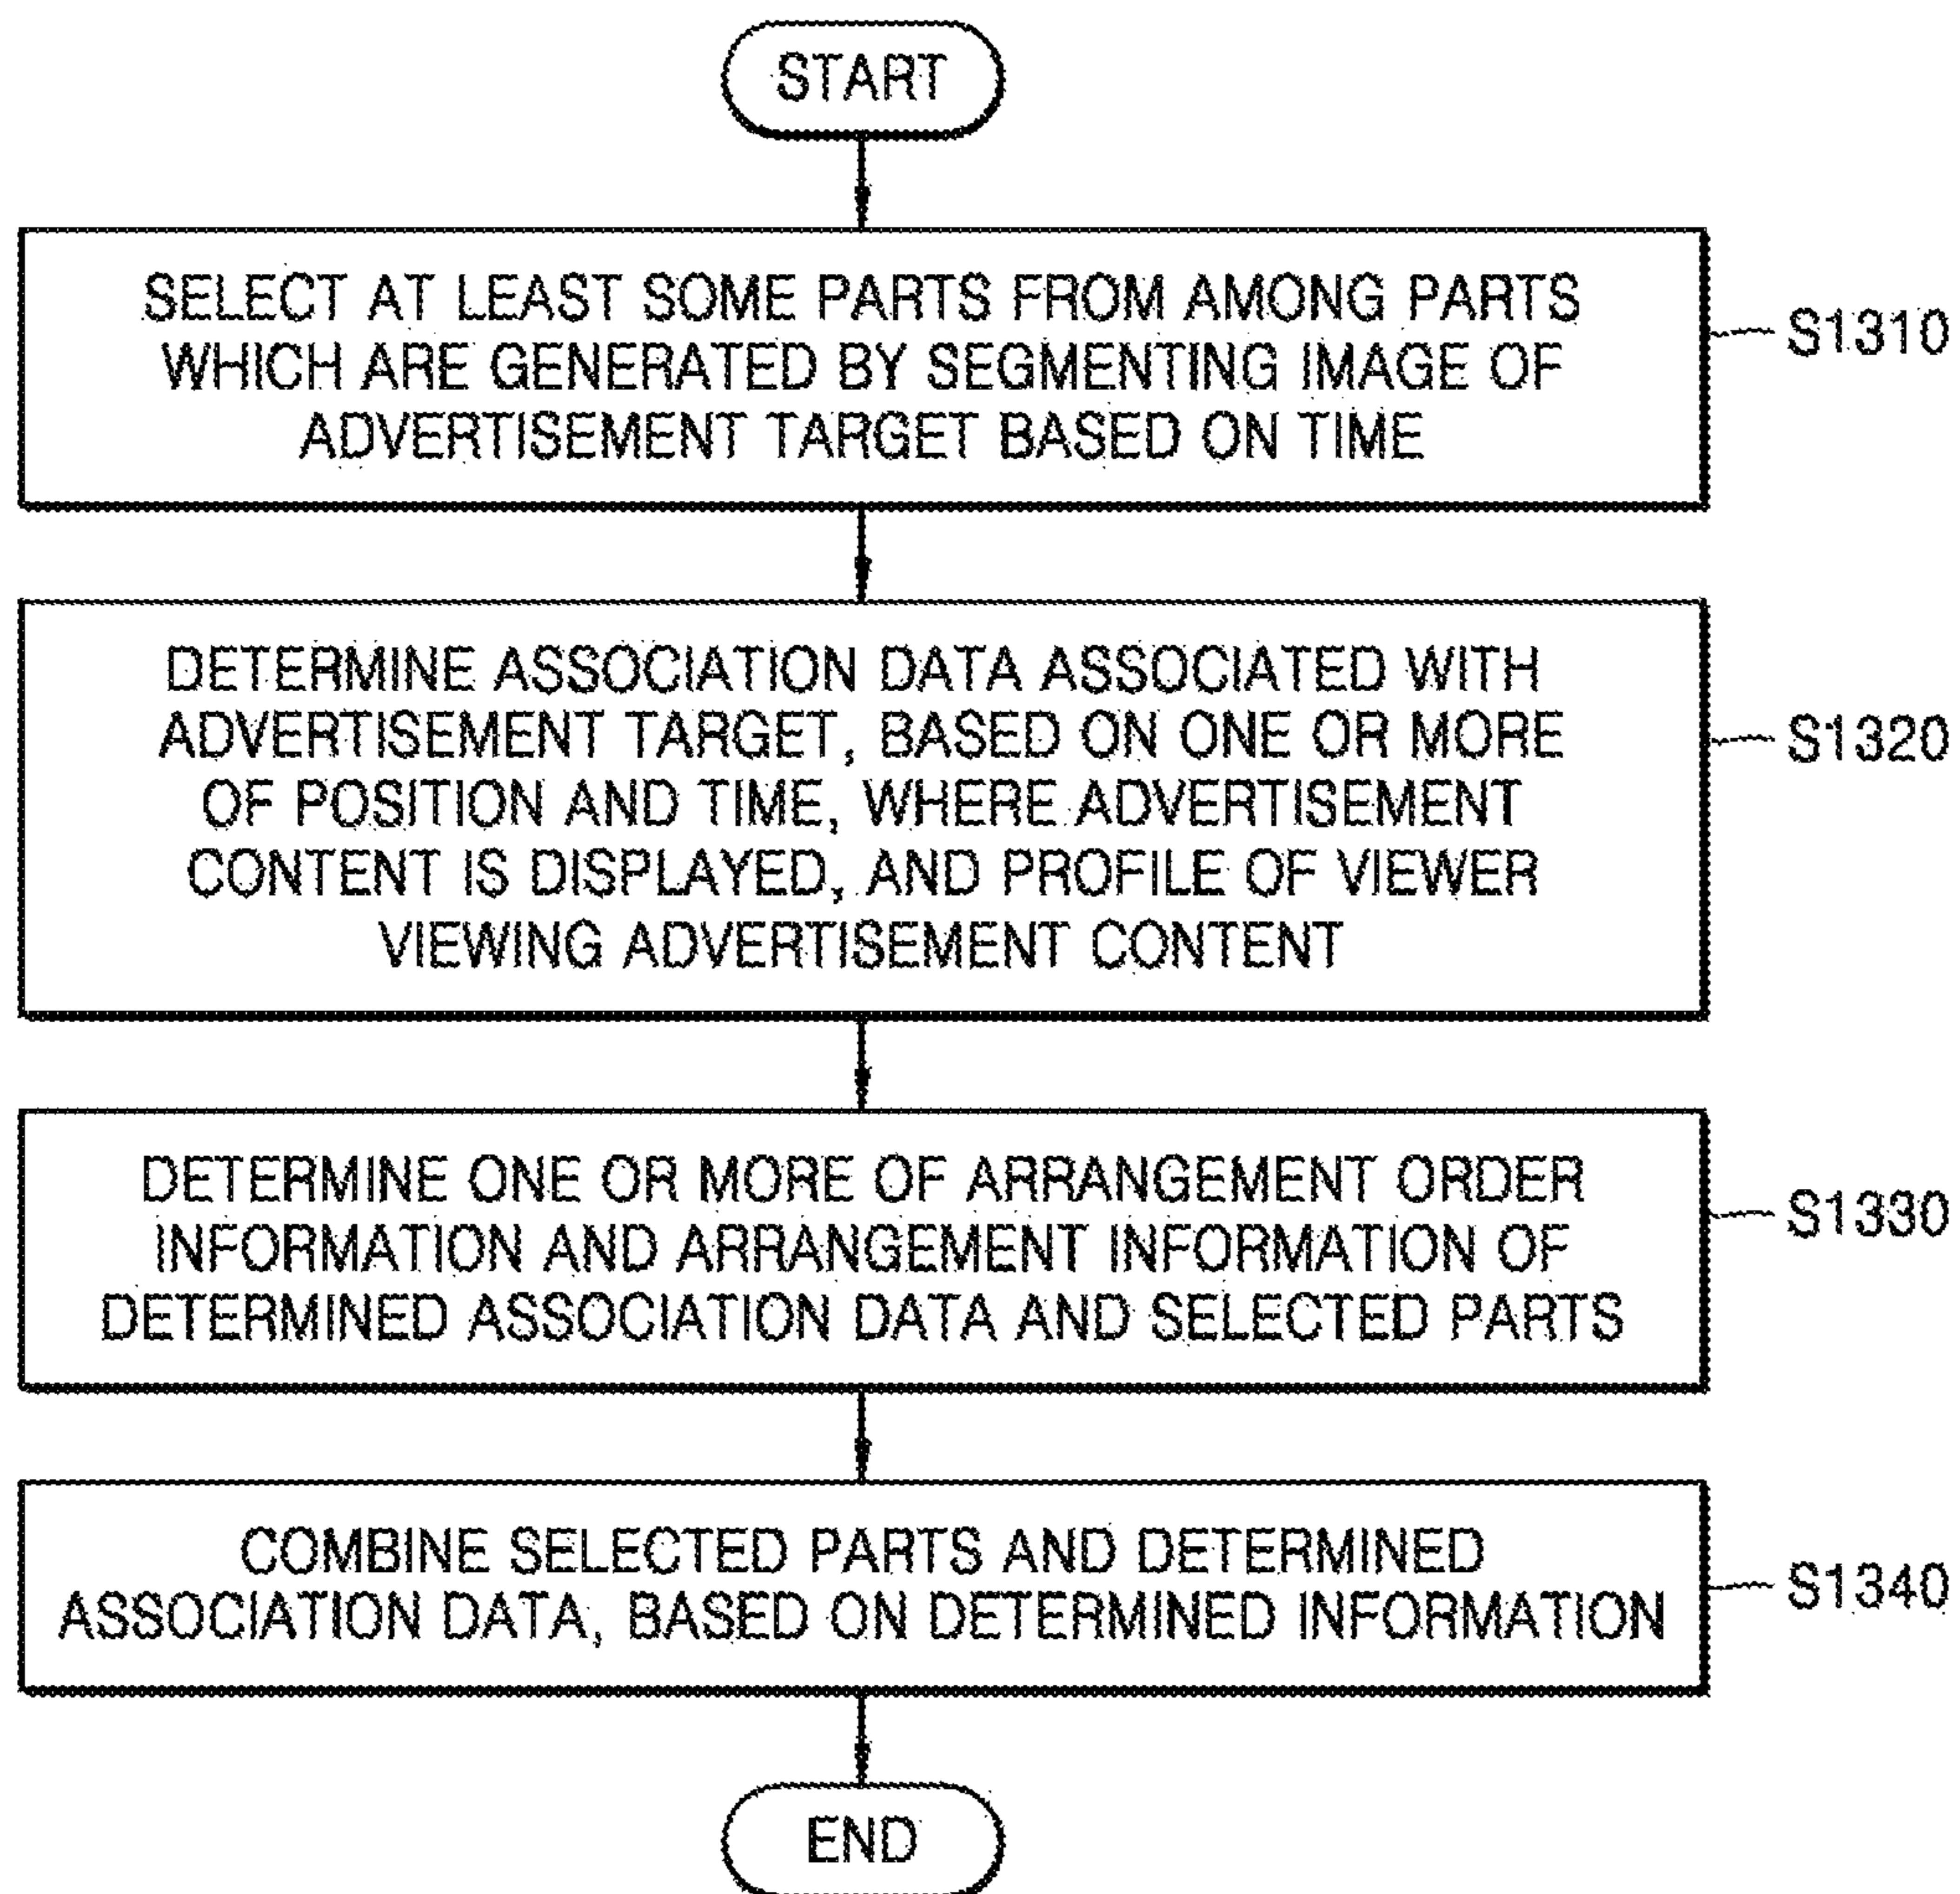 START
SELECT AT LEAST SOME PARTS FROM AMONG PARTS
WHICH ARE GENERATED BY SEGMENTING IMAGE OF
ADVERTISEMENT TARGET BASED ON TIME
S1310
DETERMINE ASSOCIATION DATA ASSOCIATED WITH
ADVERTISEMENT TARGET, BASED ON ONE OR MORE
OF POSITION AND TIME, WHERE ADVERTISEMENT
CONTENT IS DISPLAYED, AND PROFILE OF VIEWER
VIEWING ADVERTISEMENT CONTENT
S1320
DETERMINE ONE OR MORE OF ARRANGEMENT ORDER
INFORMATION AND ARRANGEMENT INFORMATION OF
DETERMINED ASSOCIATION DATA AND SELECTED PARTS
S1330
COMBINE SELECTED PARTS AND DETERMINED
ASSOCIATION DATA, BASED ON DETERMINED INFORMATION
S1340
END